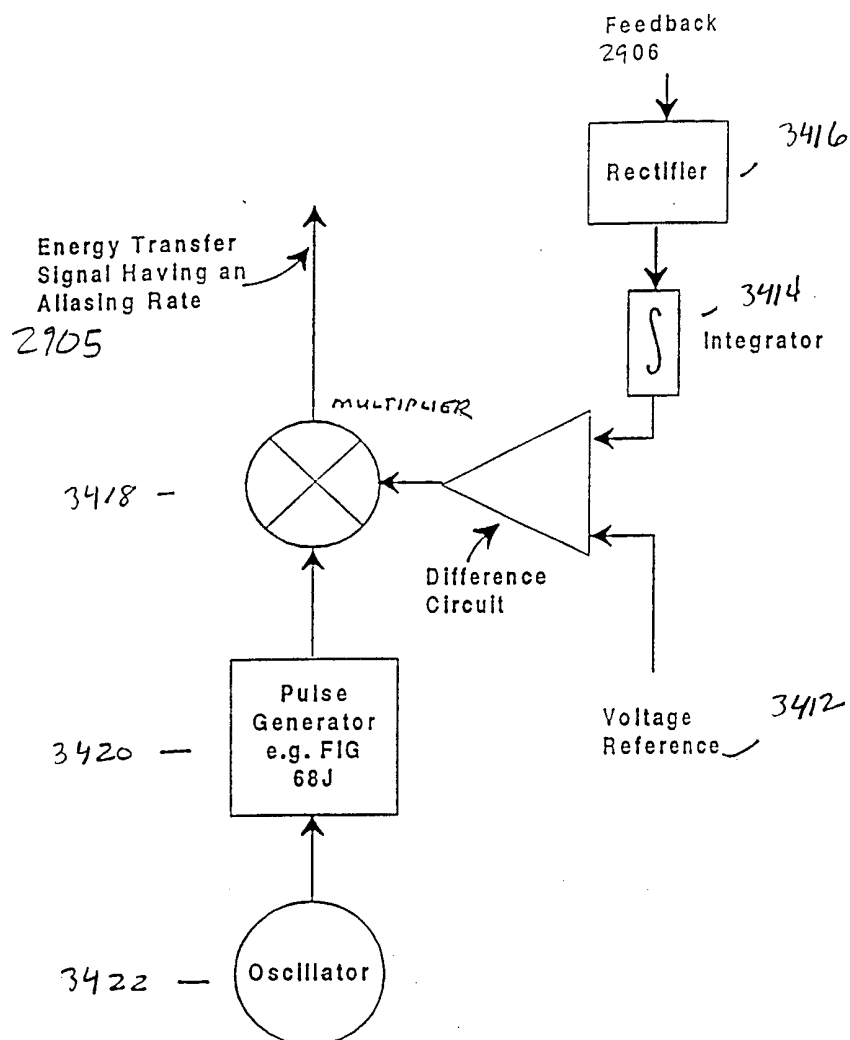 Feedback
2906
Rectifier
3416
Energy Transfer
Signal Having an
Aliasing Rate
2905
3414
Integrator
∫
MULTIPLIER
3418 -
Difference
Circuit
Pulse
Generator
e.g. FIG
68J
3420 -
Voltage
Reference
3412
Oscillator
3422 -